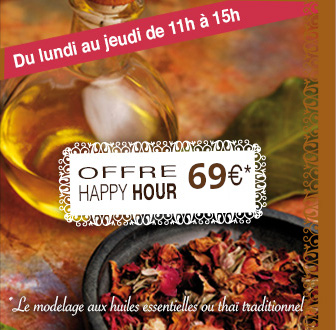 Du lundi au jeudi de 11h à 15h
OFFRE
HAPPY HOUR 69€*
*Le modelage aux huiles essentielles ou thaï traditionnel